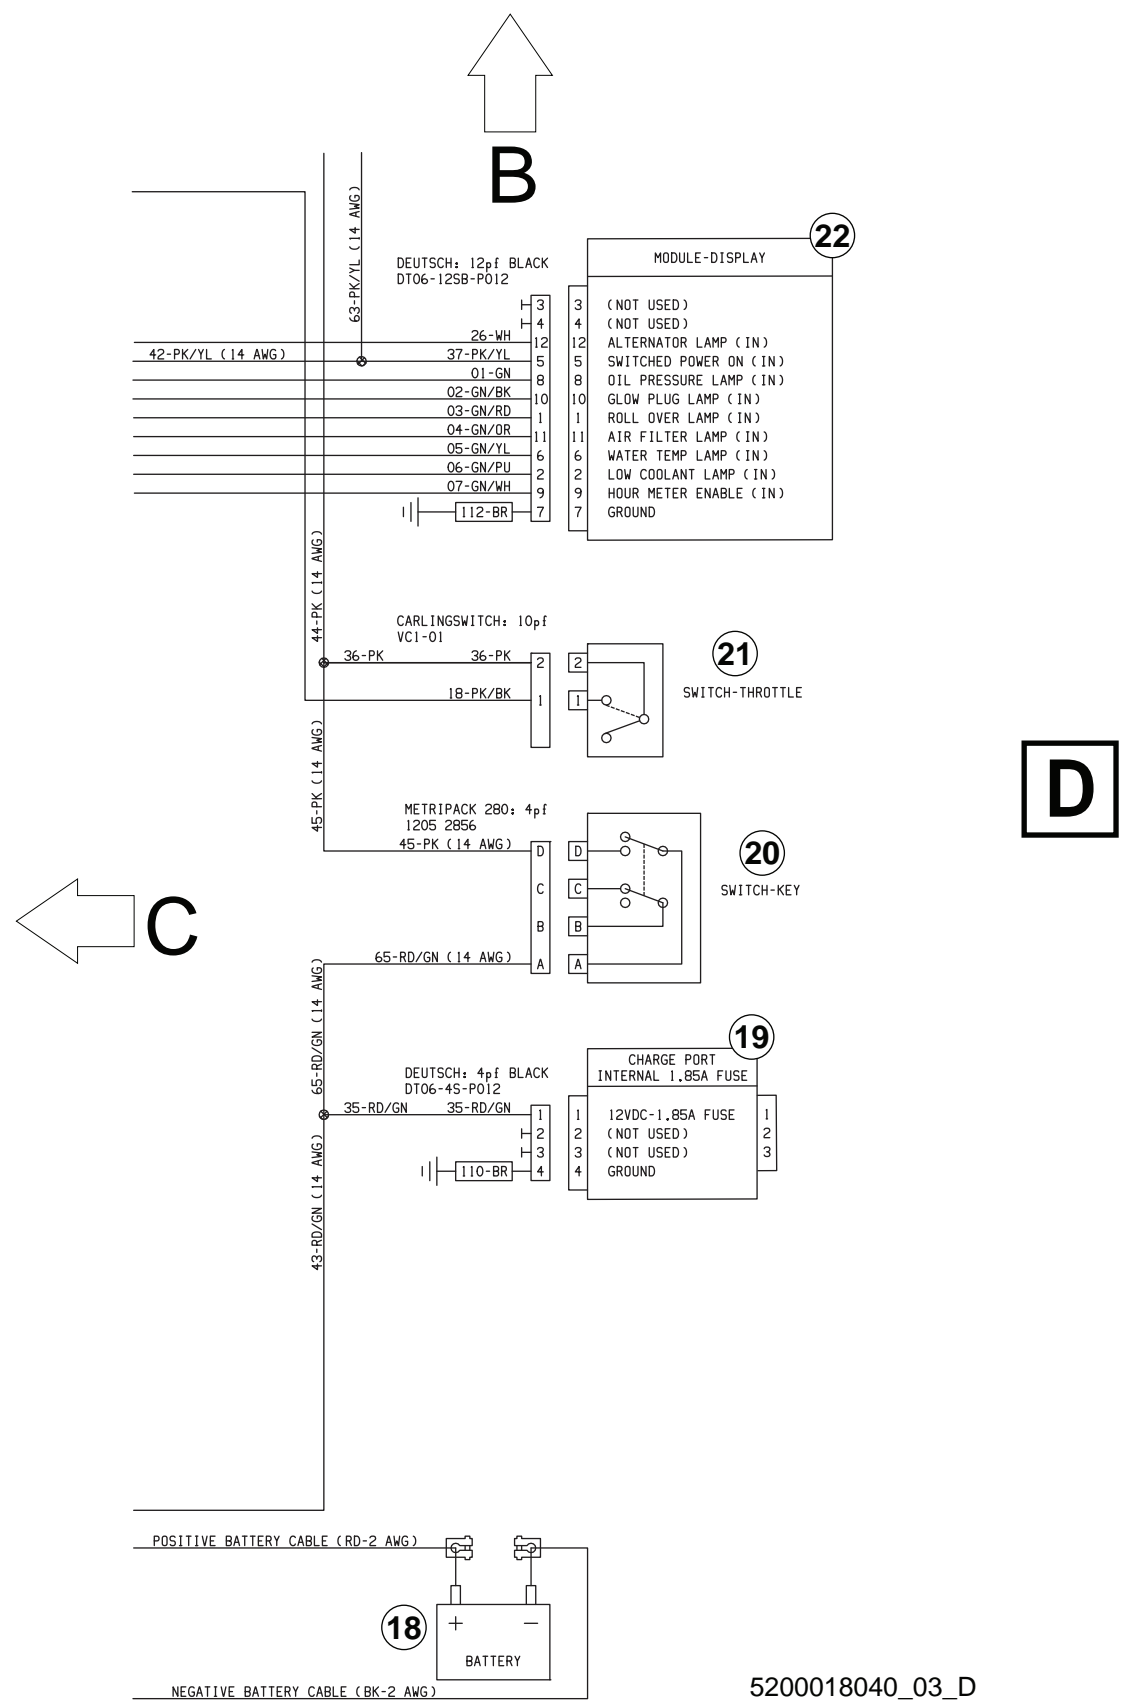 B
22
MODULE-DISPLAY
DEUTSCH: 12pf BLACK
DT06-12SB-P012
63-PK/YL (14 AWG)
3 3 (NOT USED)
4 4 (NOT USED)
26-WH 12 12 ALTERNATOR LAMP (IN)
42-PK/YL (14 AWG) 37-PK/YL 5 5 SWITCHED POWER ON (IN)
01-GN 8 8 OIL PRESSURE LAMP (IN)
02-GN/BK 10 10 GLOW PLUG LAMP (IN)
03-GN/RD 1 1 ROLL OVER LAMP (IN)
04-GN/OR 11 11 AIR FILTER LAMP (IN)
05-GN/YL 6 6 WATER TEMP LAMP (IN)
06-GN/PU 2 2 LOW COOLANT LAMP (IN)
07-GN/WH 9 9 HOUR METER ENABLE (IN)
112-BR 7 7 GROUND
44-PK (14 AWG)
CARLINGSWITCH: 10pf
VC1-01
36-PK 36-PK 2 2
21
SWITCH-THROTTLE
18-PK/BK 1 1
45-PK (14 AWG)
D
METRIPACK 280: 4pf
1205 2856
45-PK (14 AWG) D D
20
SWITCH-KEY
C C
B B
C
65-RD/GN (14 AWG) A A
65-RD/GN (14 AWG)
19
CHARGE PORT
INTERNAL 1.85A FUSE
DEUTSCH: 4pf BLACK
DT06-4S-P012
35-RD/GN 35-RD/GN 1 1 12VDC-1.85A FUSE 1
2 2 (NOT USED) 2
3 3 (NOT USED) 3
110-BR 4 4 GROUND
43-RD/GN (14 AWG)
POSITIVE BATTERY CABLE (RD-2 AWG)
18
+ -
BATTERY
NEGATIVE BATTERY CABLE (BK-2 AWG)
5200018040_03_D